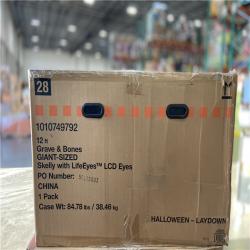 28
M
1010749792
12 ft
Grave & Bones
GIANT-SIZED
Skelly with LifeEyes™ LCD Eyes
PO Number:
CHINA
1 Pack
Case Wt: 84.78 lbs / 38.46 kg
HALLOWEEN - LAYDOWN